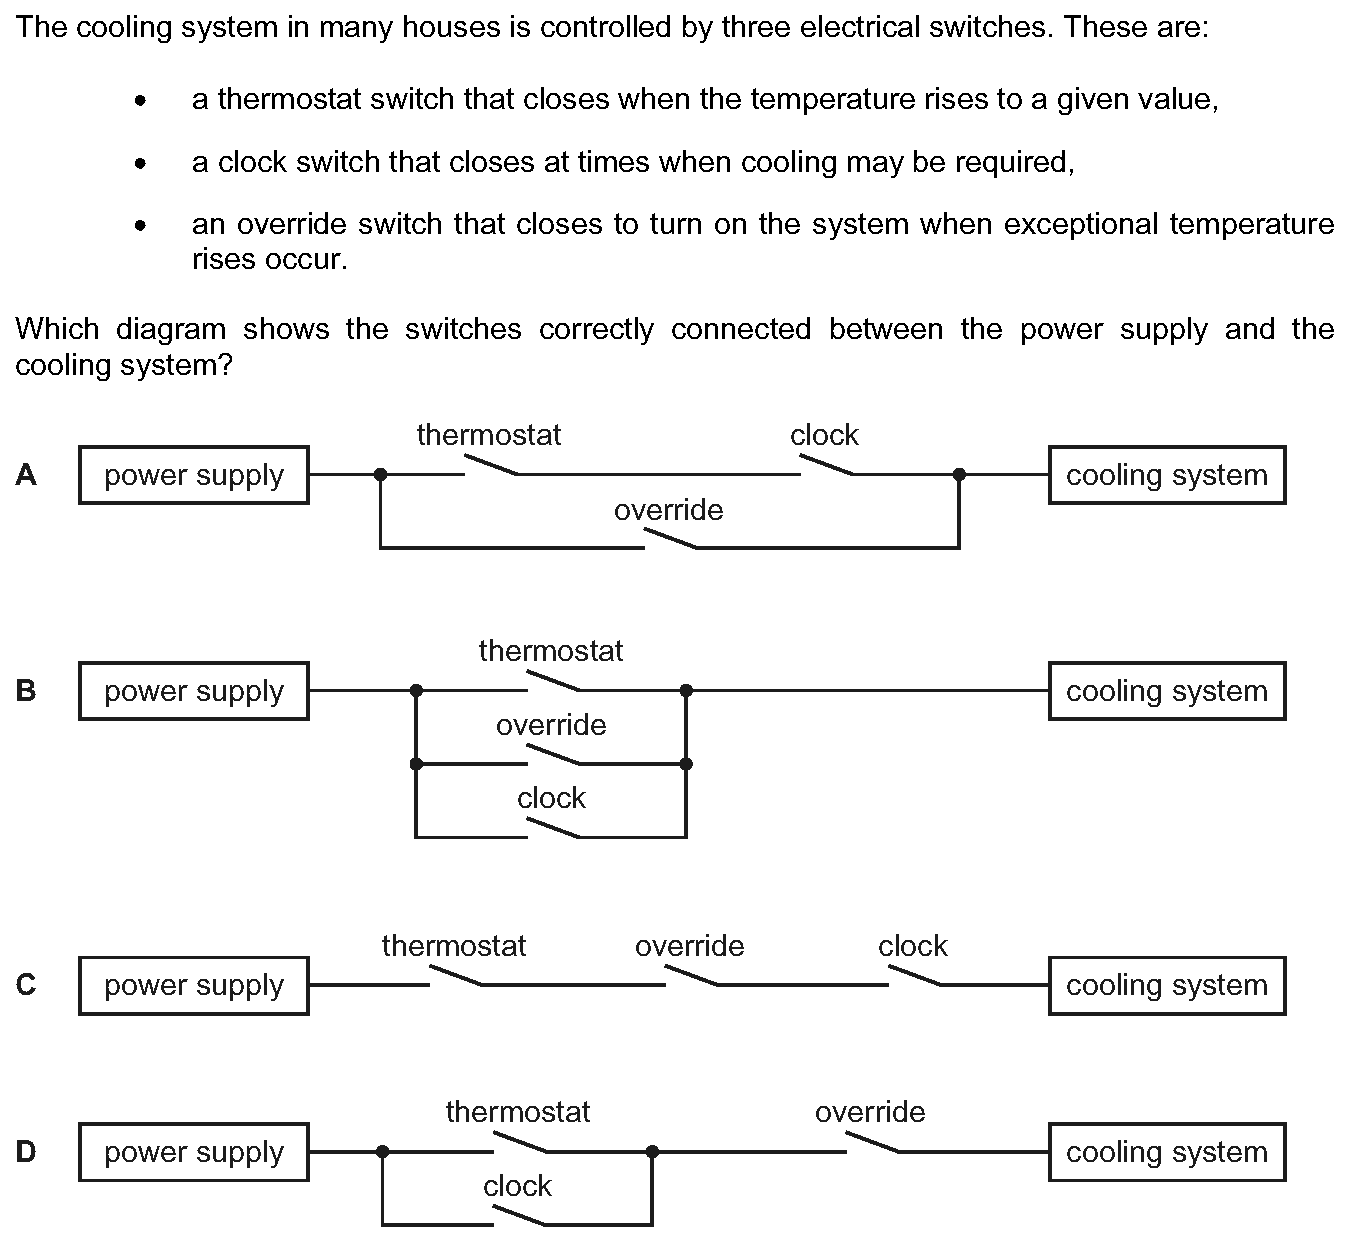 The cooling system in many houses is controlled by three electrical switches. These are:
• a thermostat switch that closes when the temperature rises to a given value,
• a clock switch that closes at times when cooling may be required,
• an override switch that closes to turn on the system when exceptional temperature
rises occur.
Which diagram shows the switches correctly connected between the power supply and the
cooling system?
thermostat clock
A power supply cooling system
override
thermostat
B power supply cooling system
override
clock
thermostat override clock
C power supply cooling system
thermostat override
D power supply cooling system
clock